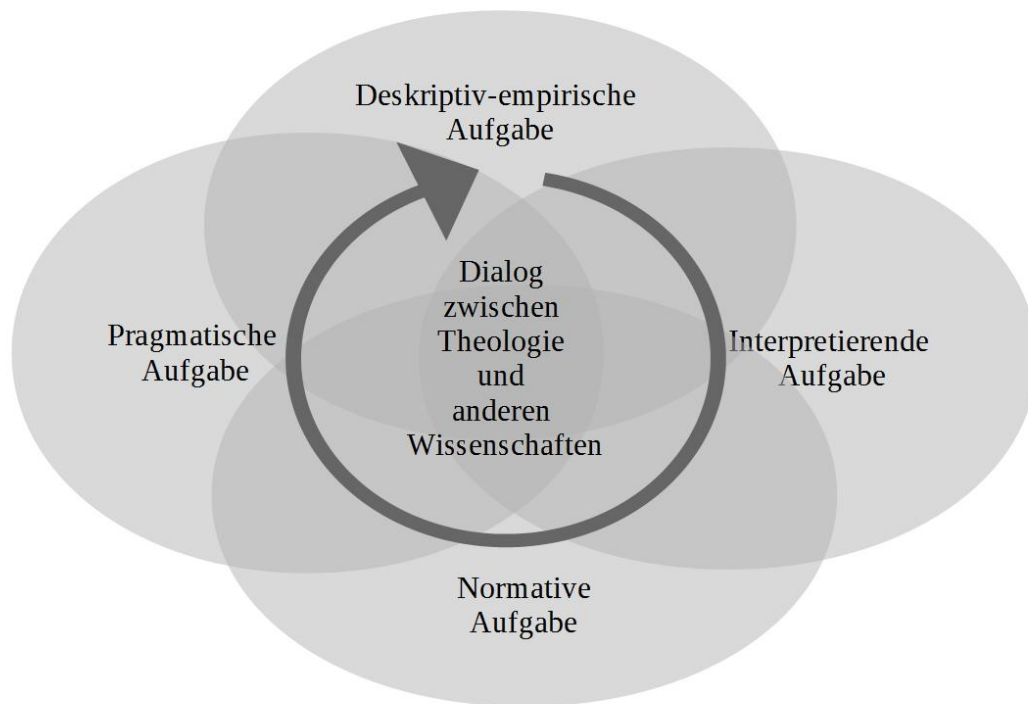 Deskriptiv-empirische
Aufgabe
Dialog
zwischen
Theologie
und
anderen
Wissenschaften
Pragmatische
Aufgabe
Interpretierende
Aufgabe
Normative
Aufgabe